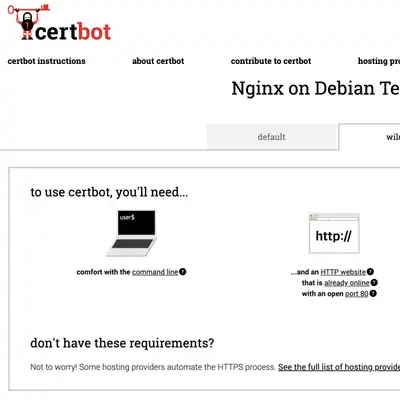 certbot
certbot instructions about certbot contribute to certbot hosting pro
Nginx on Debian Te
default wil
to use certbot, you'll need...
user$
http://
comfort with the command line ?
...and an HTTP website ?
that is already online ?
with an open port 80 ?
don't have these requirements?
Not to worry! Some hosting providers automate the HTTPS process. See the full list of hosting provider